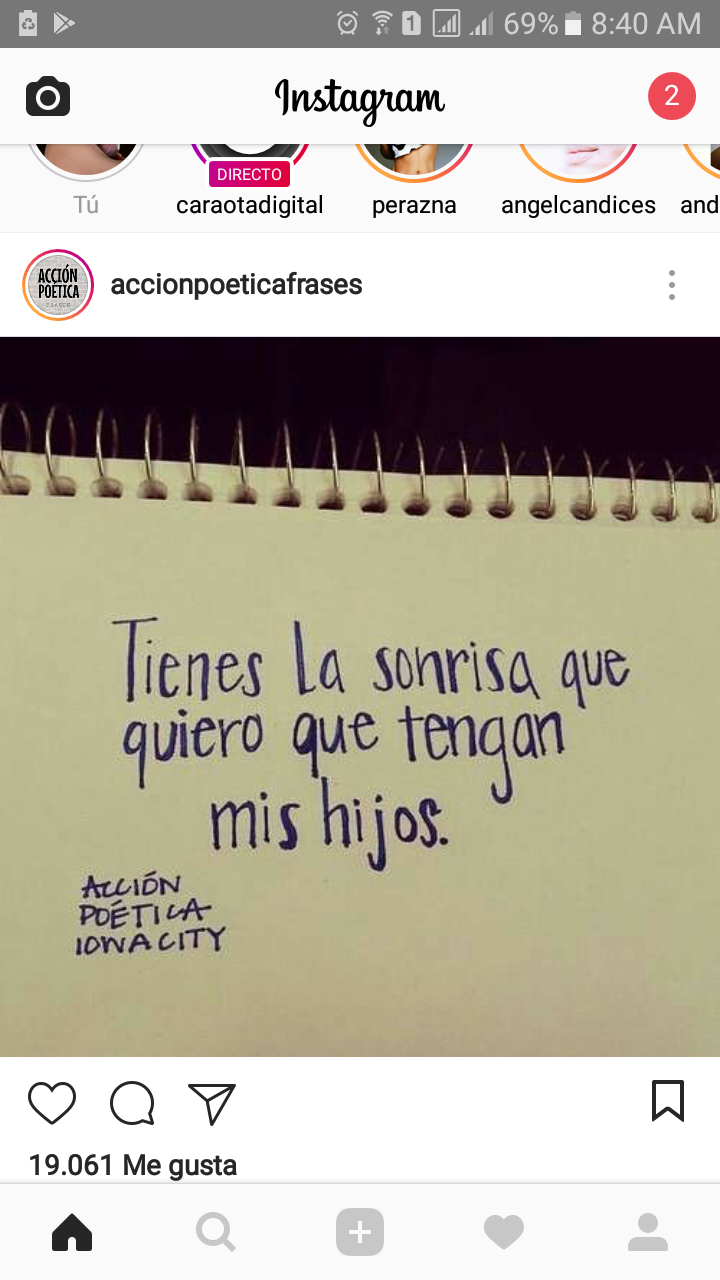 69% 8:40 AM
Instagram
2
DIRECTO
Tú caraotadigital perazna angelcandices and
ACCIÓN
POÉTICA
accionpoeticafrases
Tienes La sonrisa que
quiero que tengan
mis hijos.
ACCIÓN
POÉTICA
IOWA CITY
19.061 Me gusta